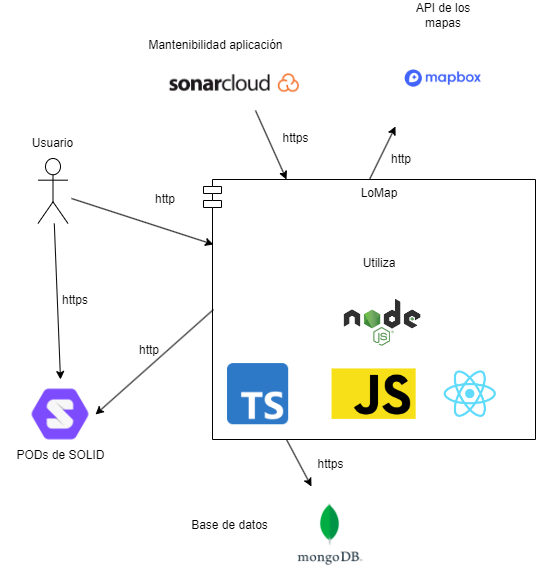 API de los
mapas
Mantenibilidad aplicación
sonarcloud
mapbox
https
http
Usuario
LoMap
http
Utiliza
https
node
JS
http
TS
JS
PODs de SOLID
https
Base de datos
mongoDB.